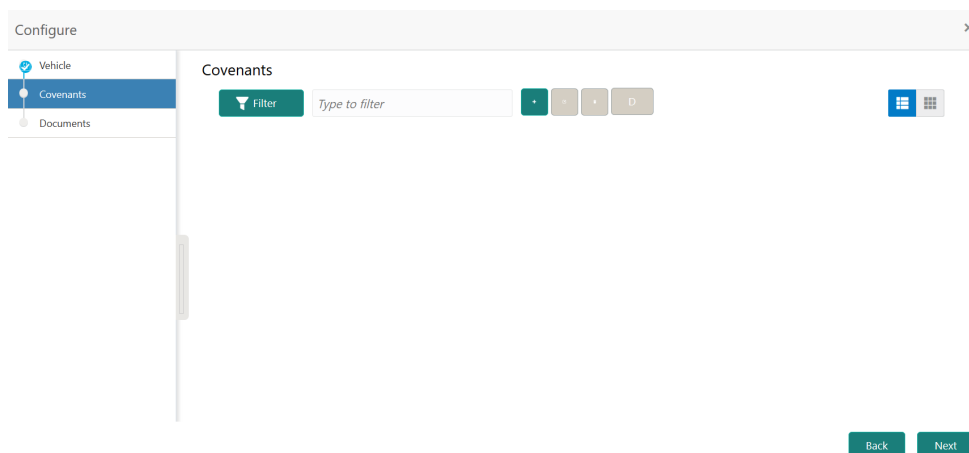 Configure
Vehicle
Covenants
Documents
Covenants
Filter
Type to filter
D
Back
Next